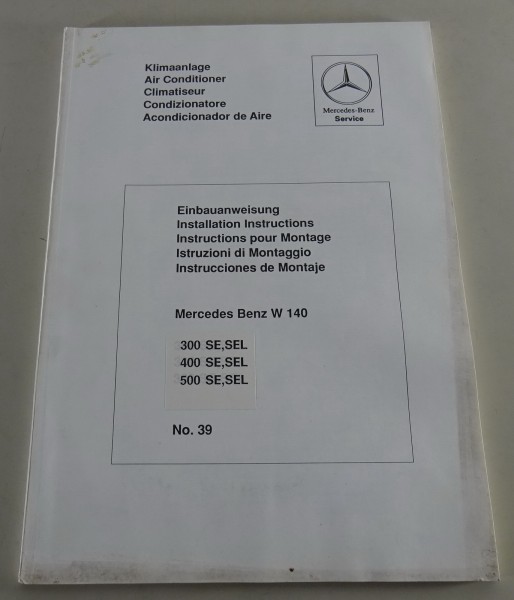 Klimaanlage
Air Conditioner
Climatiseur
Condizionatore
Acondicionador de Aire
Mercedes-Benz
Service
Einbauanweisung
Installation Instructions
Instructions pour Montage
Istruzioni di Montaggio
Instrucciones de Montaje
Mercedes Benz W 140
300 SE,SEL
400 SE,SEL
500 SE,SEL
No. 39